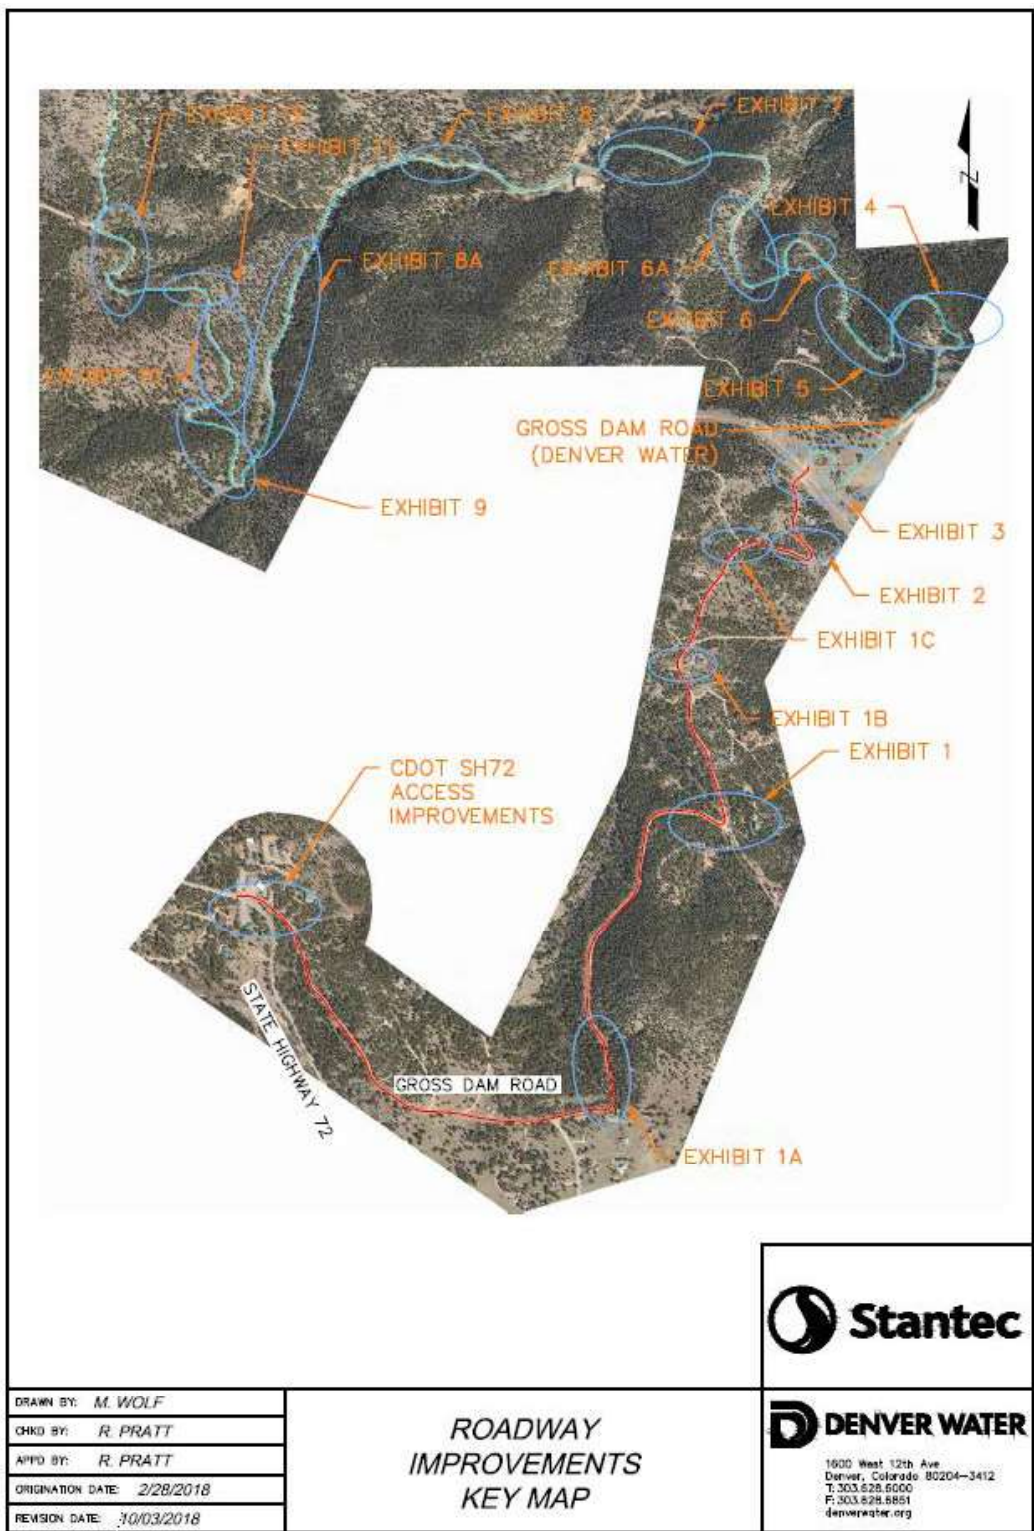 EXHIBIT 8
EXHIBIT 7
EXHIBIT 11
EXHIBIT 4
EXHIBIT 8A
EXHIBIT 6A
EXHIBIT 6
EXHIBIT
EXHIBIT 5
GROSS DAM ROAD
(DENVER WATER)
EXHIBIT 9
EXHIBIT 3
EXHIBIT 2
EXHIBIT 1C
EXHIBIT 1B
EXHIBIT 1
CDOT SH72
ACCESS
IMPROVEMENTS
STATE HIGHWAY 72
GROSS DAM ROAD
EXHIBIT 1A
N
Stantec
DRAWN BY: M. WOLF
CHKD BY: R. PRATT
APPD BY: R. PRATT
ORIGINATION DATE: 2/28/2018
REVISION DATE: 10/03/2018
ROADWAY
IMPROVEMENTS
KEY MAP
DENVER WATER
1600 West 12th Ave
Denver, Colorado 80204-3412
T: 303.628.6000
F: 303.628.6851
denverwater.org